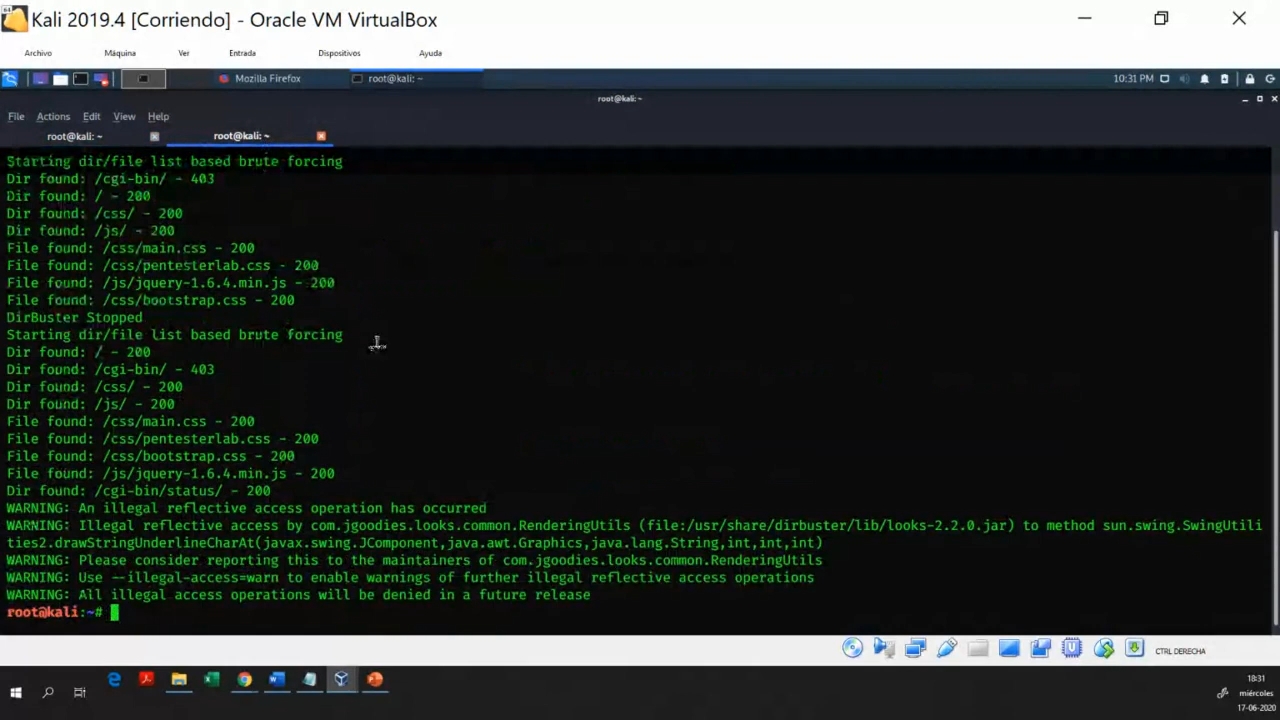 Kali 2019.4 [Corriendo] - Oracle VM VirtualBox
Archivo Máquina Ver Entrada Dispositivos Ayuda
Mozilla Firefox root@kali: ~ 10:31 PM
root@kali: ~
File Actions Edit View Help
root@kali: ~ root@kali: ~
Starting dir/file list based brute forcing
Dir found: /cgi-bin/ - 403
Dir found: / - 200
Dir found: /css/ - 200
Dir found: /js/ - 200
File found: /css/main.css - 200
File found: /css/pentesterlab.css - 200
File found: /js/jquery-1.6.4.min.js - 200
File found: /css/bootstrap.css - 200
DirBuster Stopped
Starting dir/file list based brute forcing
Dir found: / - 200
Dir found: /cgi-bin/ - 403
Dir found: /css/ - 200
Dir found: /js/ - 200
File found: /css/main.css - 200
File found: /css/pentesterlab.css - 200
File found: /css/bootstrap.css - 200
File found: /js/jquery-1.6.4.min.js - 200
Dir found: /cgi-bin/status/ - 200
WARNING: An illegal reflective access operation has occurred
WARNING: Illegal reflective access by com.jgoodies.looks.common.RenderingUtils (file:/usr/share/dirbuster/lib/looks-2.2.0.jar) to method sun.swing.SwingUtili
ties2.drawStringUnderlineCharAt(javax.swing.JComponent,java.awt.Graphics,java.lang.String,int,int,int)
WARNING: Please consider reporting this to the maintainers of com.jgoodies.looks.common.RenderingUtils
WARNING: Use --illegal-access=warn to enable warnings of further illegal reflective access operations
WARNING: All illegal access operations will be denied in a future release
root@kali:~#
CTRL DERECHA
18:31
miércoles
17-06-2020